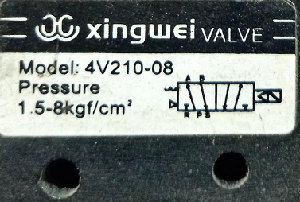 xingwei VALVE
Model: 4V210-08
Pressure
1.5-8kgf/cm²
A B
R P S